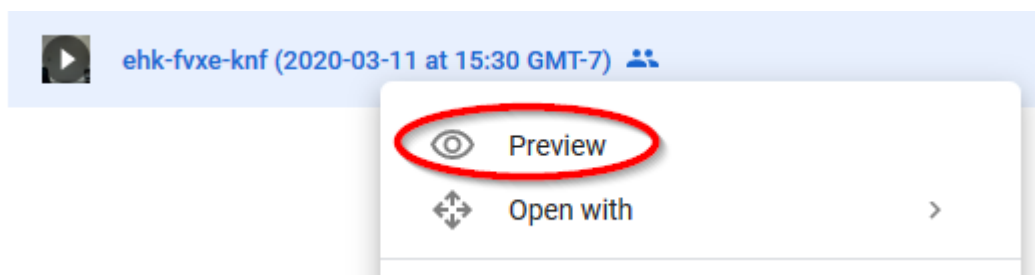 ehk-fvxe-knf (2020-03-11 at 15:30 GMT-7)
Preview
Open with